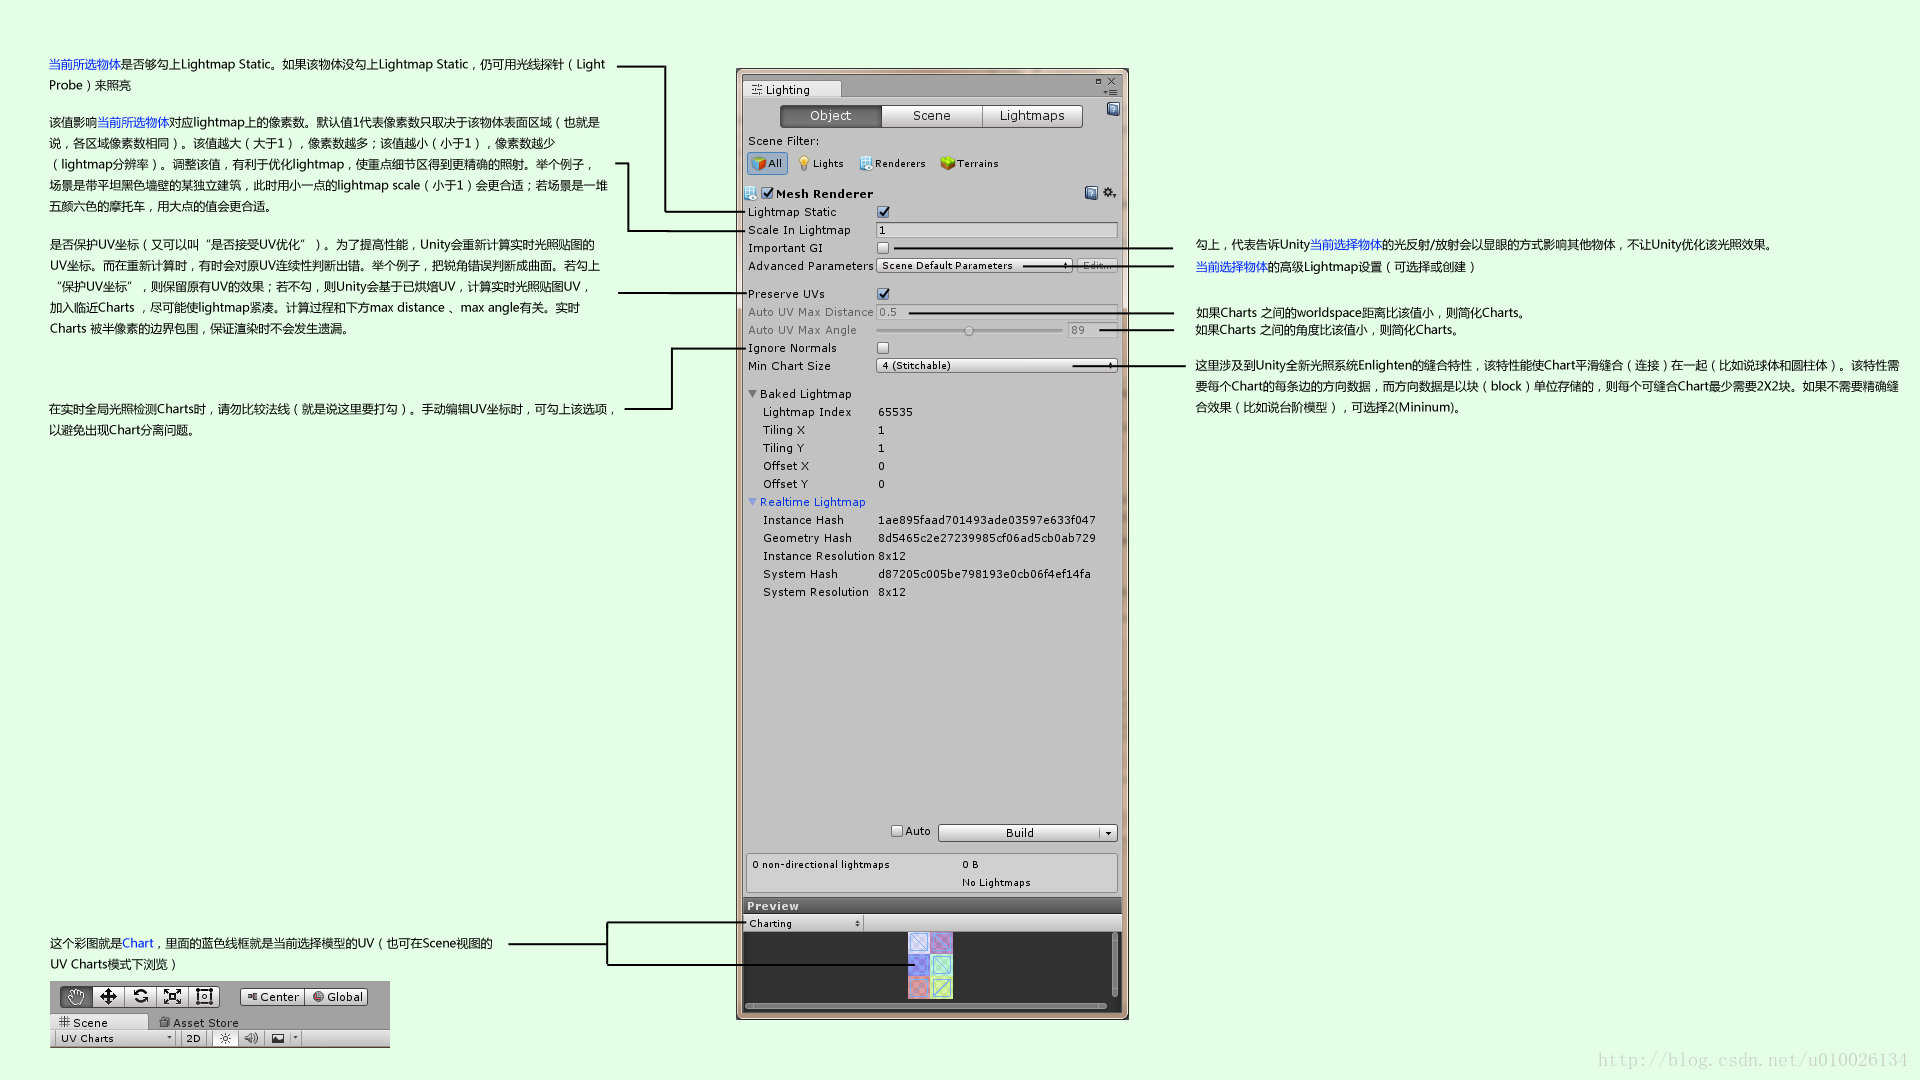 当前所选物体是否够勾上Lightmap Static。如果该物体没勾上Lightmap Static，仍可用光线探针（Light
Probe）来照亮
该值影响当前所选物体对应lightmap上的像素数。默认值1代表像素数只取决于该物体表面区域（也就是
说，各区域像素数相同）。该值越大（大于1），像素数越多；该值越小（小于1），像素数越少
（lightmap分辨率）。调整该值，有利于优化lightmap，使重点细节区得到更精确的照射。举个例子，
场景是带平坦黑色墙壁的某独立建筑，此时用小一点的lightmap scale（小于1）会更合适；若场景是一堆
五颜六色的摩托车，用大点的值会更合适。
是否保护UV坐标（又可以叫“是否接受UV优化”）。为了提高性能，Unity会重新计算实时光照贴图的
UV坐标。而在重新计算时，有时会对原UV连续性判断出错。举个例子，把锐角错误判断成曲面。若勾上
“保护UV坐标”，则保留原有UV的效果；若不勾，则Unity会基于已烘焙UV，计算实时光照贴图UV，
加入临近Charts ，尽可能使lightmap紧凑。计算过程和下方max distance 、max angle有关。实时
Charts 被半像素的边界包围，保证渲染时不会发生遗漏。
在实时全局光照检测Charts时，请勿比较法线（就是说这里要打勾）。手动编辑UV坐标时，可勾上该选项，
以避免出现Chart分离问题。
这个彩图就是Chart，里面的蓝色线框就是当前选择模型的UV（也可在Scene视图的
UV Charts模式下浏览）
Center
Global
Scene
Asset Store
UV Charts
2D
Lighting
Object
Scene
Lightmaps
Scene Filter:
All
Lights
Renderers
Terrains
Mesh Renderer
Lightmap Static
Scale In Lightmap
1
Important GI
Advanced Parameters
Scene Default Parameters
Edit...
Preserve UVs
Auto UV Max Distance
0.5
Auto UV Max Angle
89
Ignore Normals
Min Chart Size
4 (Stitchable)
Baked Lightmap
Lightmap Index
65535
Tiling X
1
Tiling Y
1
Offset X
0
Offset Y
0
Realtime Lightmap
Instance Hash
1ae895faad701493ade03597e633f047
Geometry Hash
8d5465c2e27239985cf06ad5cb0ab729
Instance Resolution
8x12
System Hash
d87205c005be798193e0cb06f4ef14fa
System Resolution
8x12
Auto
Build
0 non-directional lightmaps
0 B
No Lightmaps
Preview
Charting
勾上，代表告诉Unity当前选择物体的光反射/放射会以显眼的方式影响其他物体，不让Unity优化该光照效果。
当前选择物体的高级Lightmap设置（可选择或创建）
如果Charts 之间的worldspace距离比该值小，则简化Charts。
如果Charts 之间的角度比该值小，则简化Charts。
这里涉及到Unity全新光照系统Enlighten的缝合特性，该特性能使Chart平滑缝合（连接）在一起（比如说球体和圆柱体）。该特性需
要每个Chart的每条边的方向数据，而方向数据是以块（block）单位存储的，则每个可缝合Chart最少需要2X2块。如果不需要精确缝
合效果（比如说台阶模型），可选择2(Mininum)。
http://blog.csdn.net/u010026134